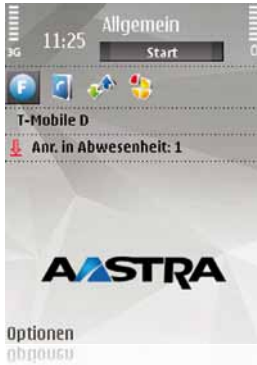 Allgemein
11:25
3G
Start
F
T-Mobile D
Anr. in Abwesenheit: 1
AASTRA
Optionen